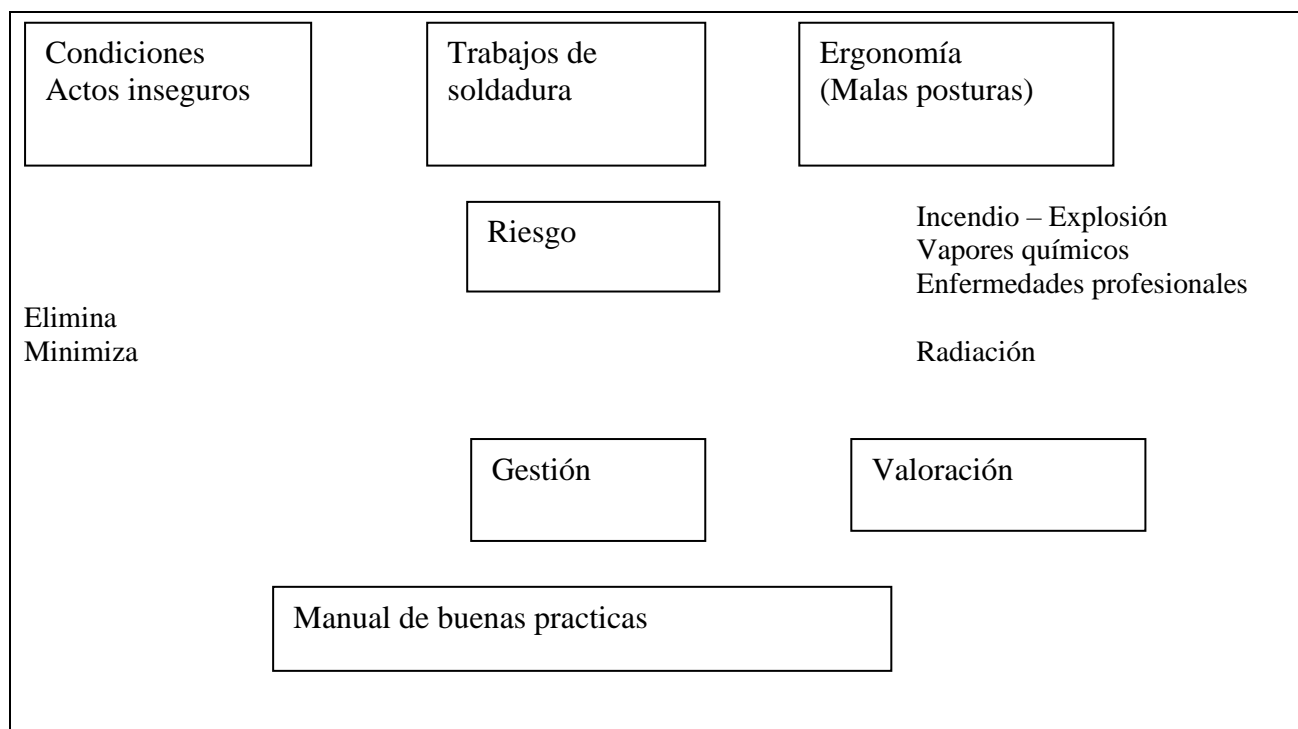 Condiciones
Actos inseguros
Trabajos de
soldadura
Ergonomía
(Malas posturas)
Riesgo
Incendio – Explosión
Vapores químicos
Enfermedades profesionales
Elimina
Minimiza
Radiación
Gestión
Valoración
Manual de buenas practicas